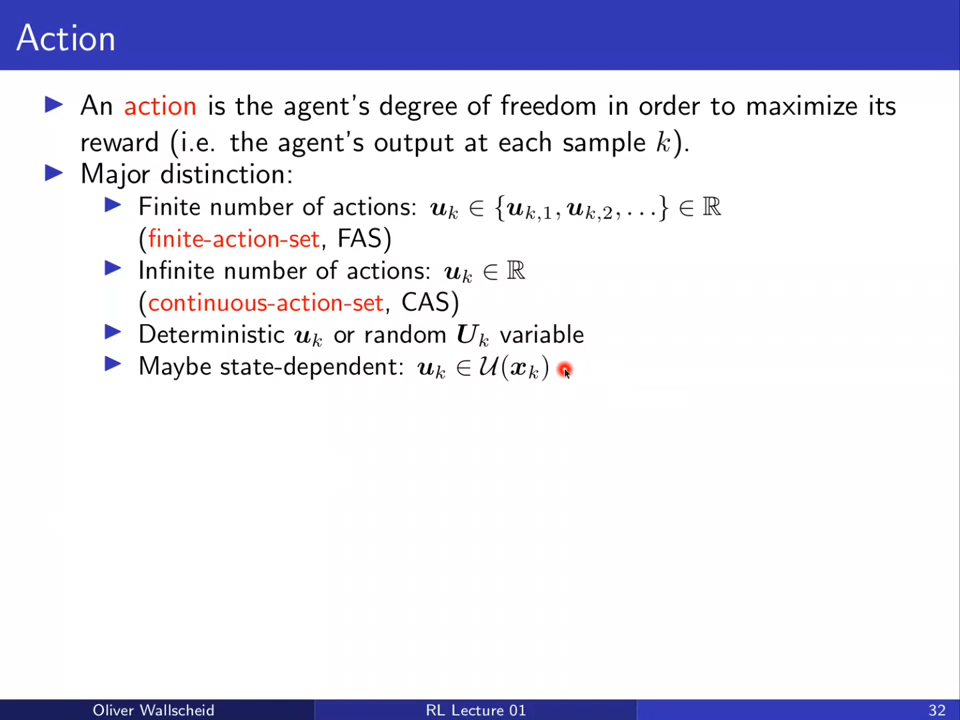 Action
▶ An action is the agent's degree of freedom in order to maximize its
reward (i.e. the agent's output at each sample k).
▶ Major distinction:
▶ Finite number of actions: u_k ∈ {u_{k,1}, u_{k,2}, ...} ∈ ℝ
(finite-action-set, FAS)
▶ Infinite number of actions: u_k ∈ ℝ
(continuous-action-set, CAS)
▶ Deterministic u_k or random U_k variable
▶ Maybe state-dependent: u_k ∈ 𝒰(x_k)
Oliver Wallscheid RL Lecture 01 32